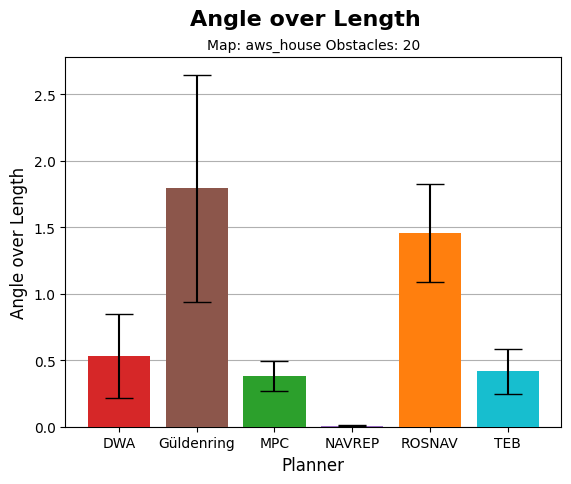 Angle over Length
Map: aws_house Obstacles: 20
Angle over Length
2.5
2.0
1.5
1.0
0.5
0.0
DWA Güldenring MPC NAVREP ROSNAV TEB
Planner